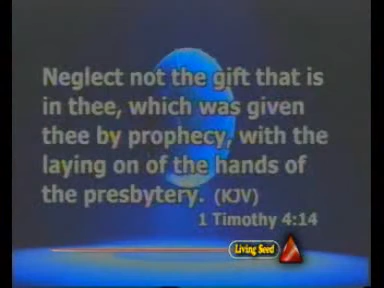 Neglect not the gift that is
in thee, which was given
thee by prophecy, with the
laying on of the hands of
the presbytery. (KJV)
1 Timothy 4:14
Living Seed